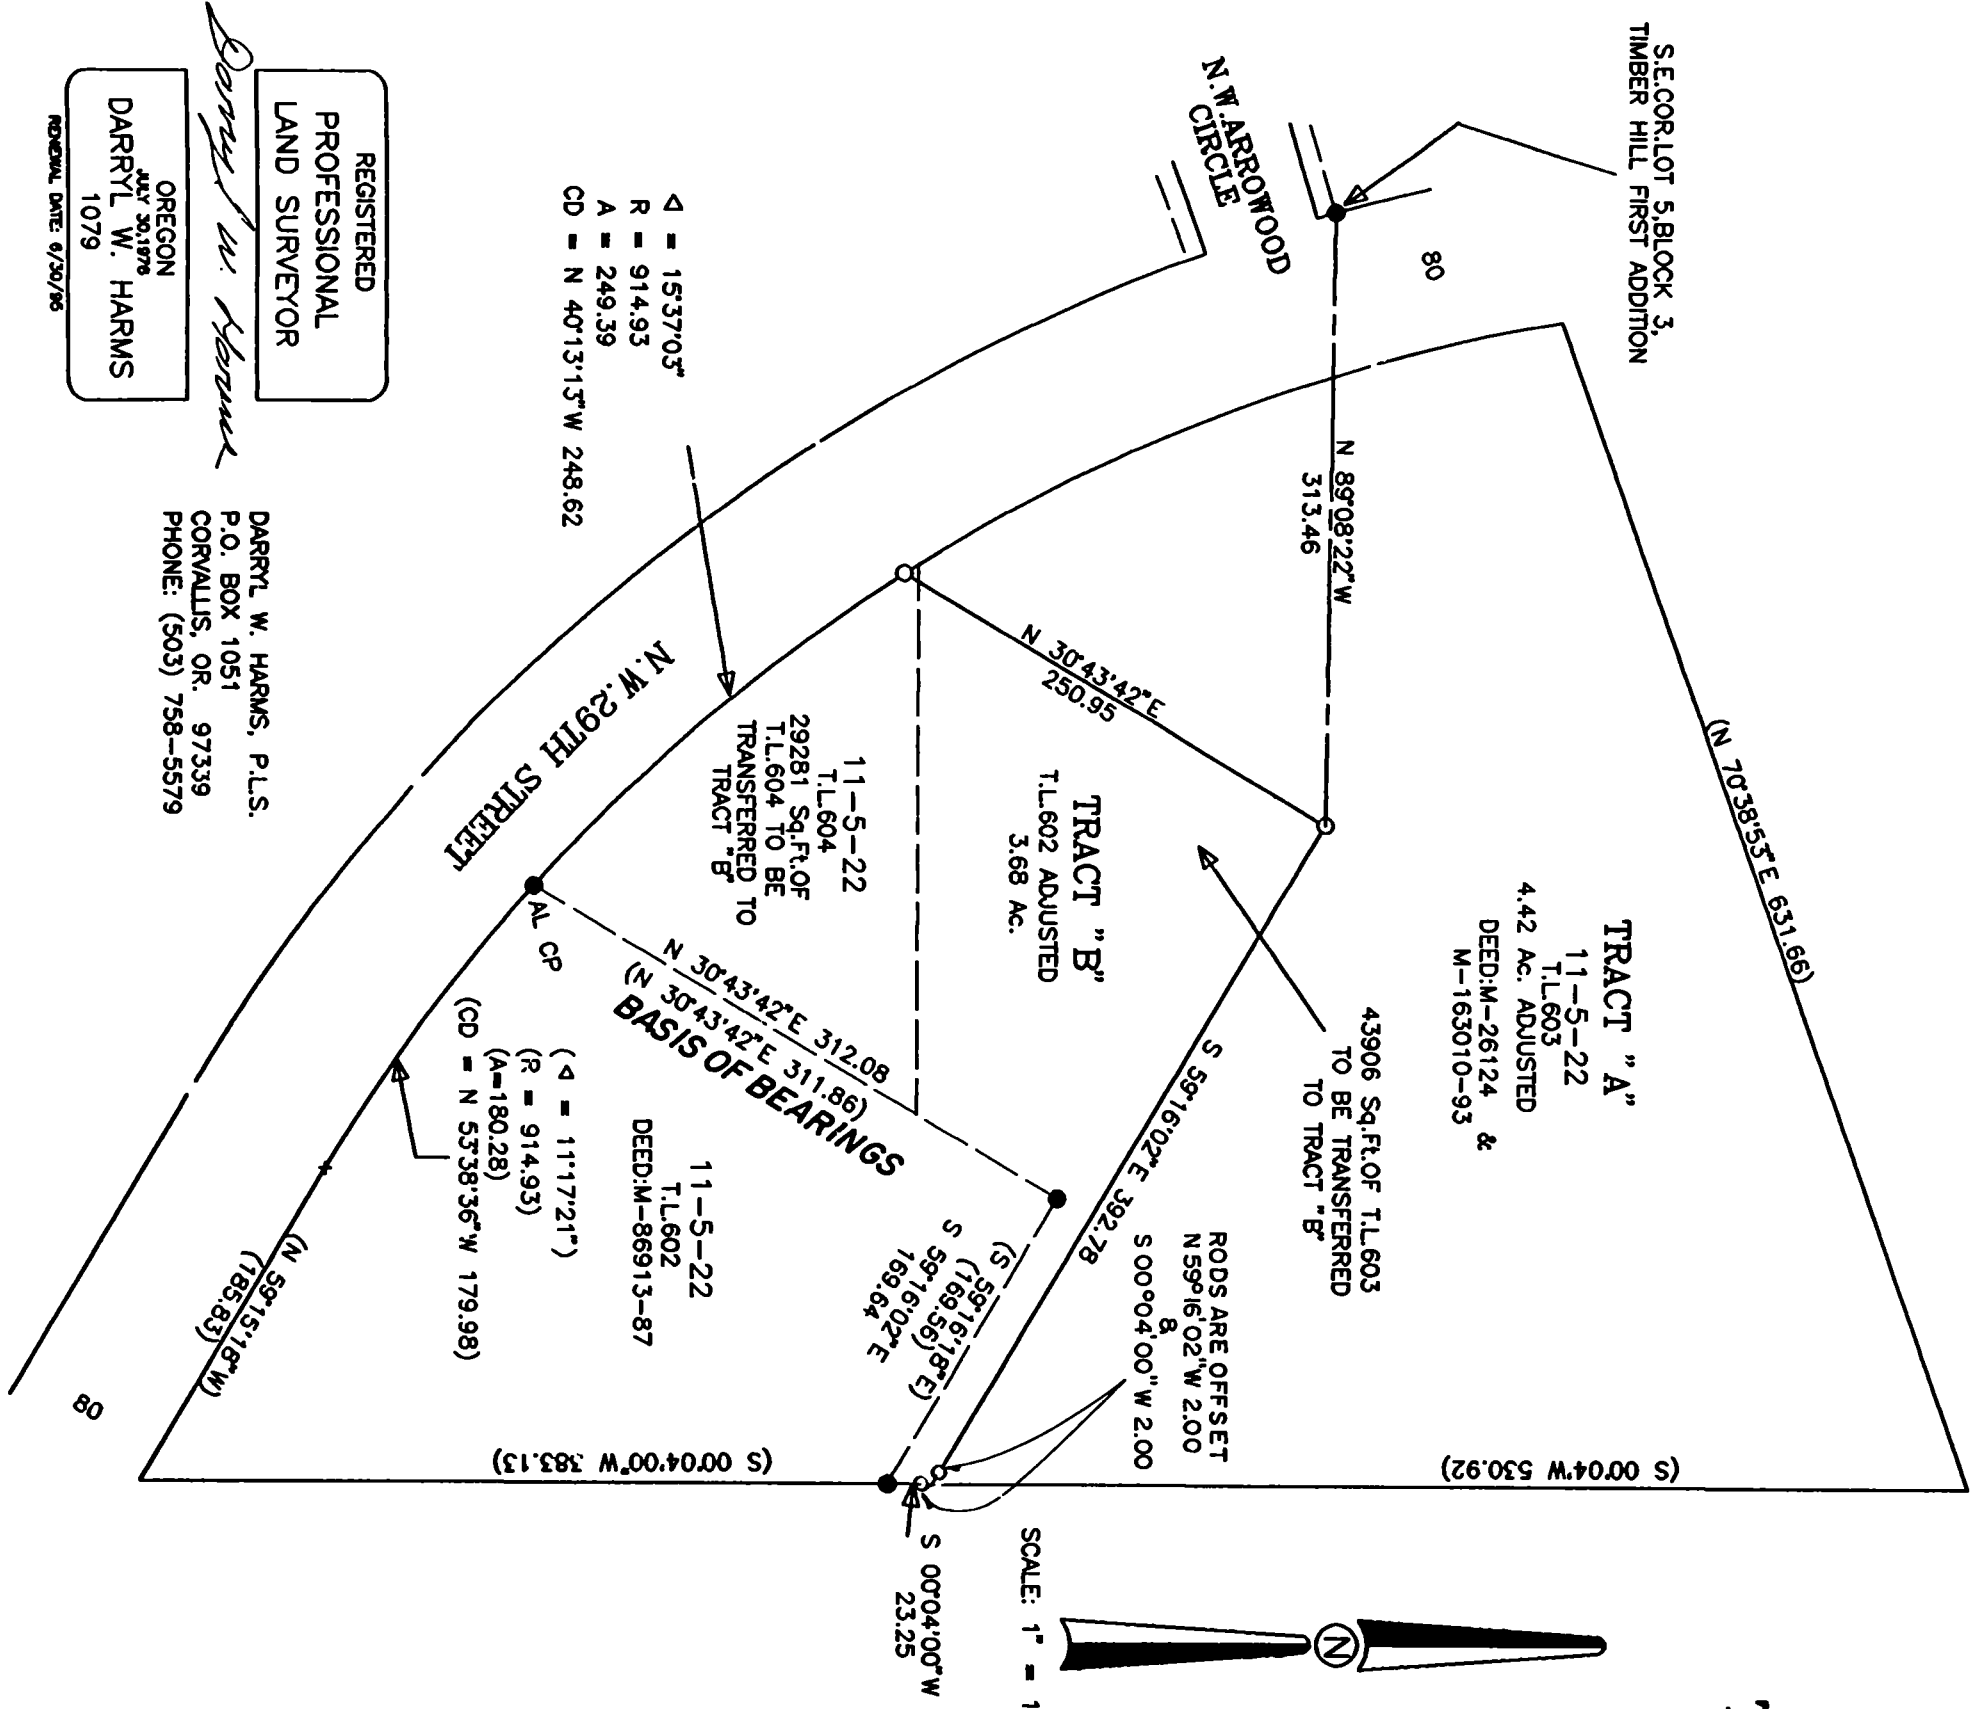 S.E.COR.LOT 5,BLOCK 3,
TIMBER HILL FIRST ADDITION
N.W.ARROWOOD
CIRCLE
80
N 89°08'22"W
313.46
(N 70°38'53"E 631.66)
TRACT "A"
11-5-22
T.L.603
4.42 Ac. ADJUSTED
DEED:M-26124 &
M-163010-93
43906 Sq.Ft.OF T.L.603
TO BE TRANSFERRED
TO TRACT "B"
(S 00°04'W 530.92)
N 30°43'42"E
250.95
TRACT "B"
T.L.602 ADJUSTED
3.68 Ac.
S 59°16'02"E 392.78
RODS ARE OFFSET
N 59°16'02"W 2.00
&
S 00°04'00"W 2.00
11-5-22
T.L.604
29281 Sq.Ft.OF
T.L.604 TO BE
TRANSFERRED TO
TRACT "B"
N 30°43'42"E 312.08
(N 30°43'42"E 311.86)
BASIS OF BEARINGS
(S 59°16'18"E)
(169.56)
S 59°16'02"E
169.64
S 00°04'00"W
23.25
SCALE: 1" = 1
N
Δ = 15°37'03"
R = 914.93
A = 249.39
CD = N 40°13'13"W 248.62
N.W.29TH STREET
AL CP
11-5-22
T.L.602
DEED:M-86913-87
(Δ = 11°17'21")
(R = 914.93)
(A=180.28)
(CD = N 53°38'36"W 179.98)
(S 00°04'00"W 383.13)
(N 59°15'18"W)
(185.83)
80
REGISTERED
PROFESSIONAL
LAND SURVEYOR
Darryl W. Harms
OREGON
JULY 30,1976
DARRYL W. HARMS
1079
RENEWAL DATE: 6/30/96
DARRYL W. HARMS, P.L.S.
P.O. BOX 1051
CORVALLIS, OR. 97339
PHONE: (503) 758-5579